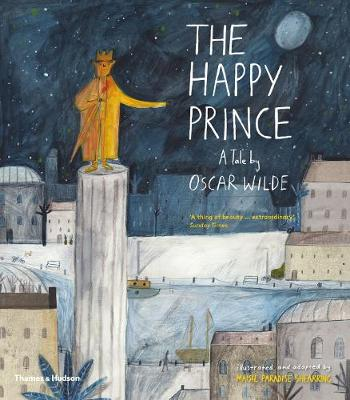 THE
HAPPY
PRINCE
A Tale by
OSCAR WILDE
'A thing of beauty ... extraordinary'
Sunday Times
illustrated and adapted by
MAISIE PARADISE SHEARRING
Thames & Hudson